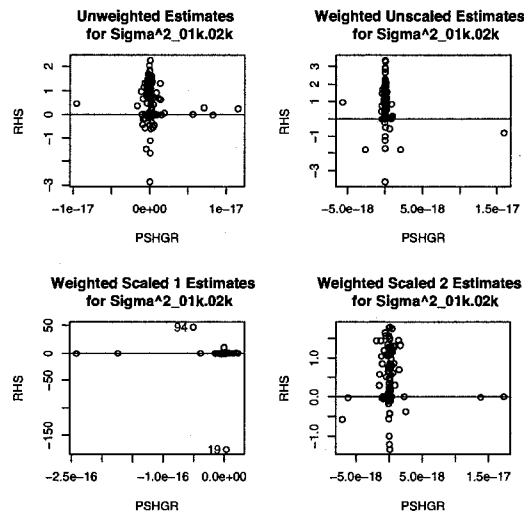 Unweighted Estimates
for Sigma^2_01k.02k
RHS
2
1
0
-1
-3
-1e-17
0e+00
1e-17
PSHGR
Weighted Unscaled Estimates
for Sigma^2_01k.02k
RHS
3
2
1
-1
-3
-5.0e-18
5.0e-18
1.5e-17
PSHGR
Weighted Scaled 1 Estimates
for Sigma^2_01k.02k
RHS
50
0
-50
-150
94
19
-2.5e-16
-1.0e-16
0.0e+00
PSHGR
Weighted Scaled 2 Estimates
for Sigma^2_01k.02k
RHS
1.0
0.0
-1.0
-5.0e-18
5.0e-18
1.5e-17
PSHGR